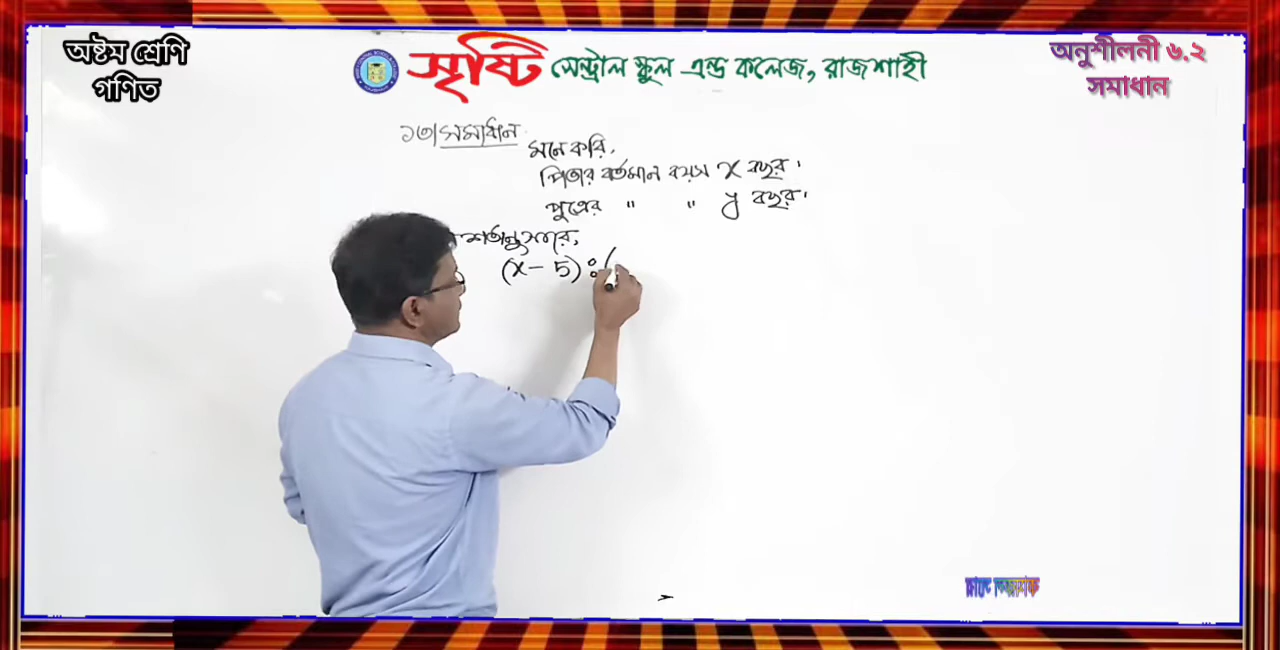 অষ্টম শ্রেণি
গণিত
সৃষ্টি সেন্ট্রাল স্কুল এন্ড কলেজ, রাজশাহী
অনুশীলনী ৬.২
সমাধান
১৩। সমাধান
মনে করি,
পিতার বর্তমান বয়স x বছর।
পুত্রের " " y বছর।
শর্তানুসারে,
(x - 5) : (